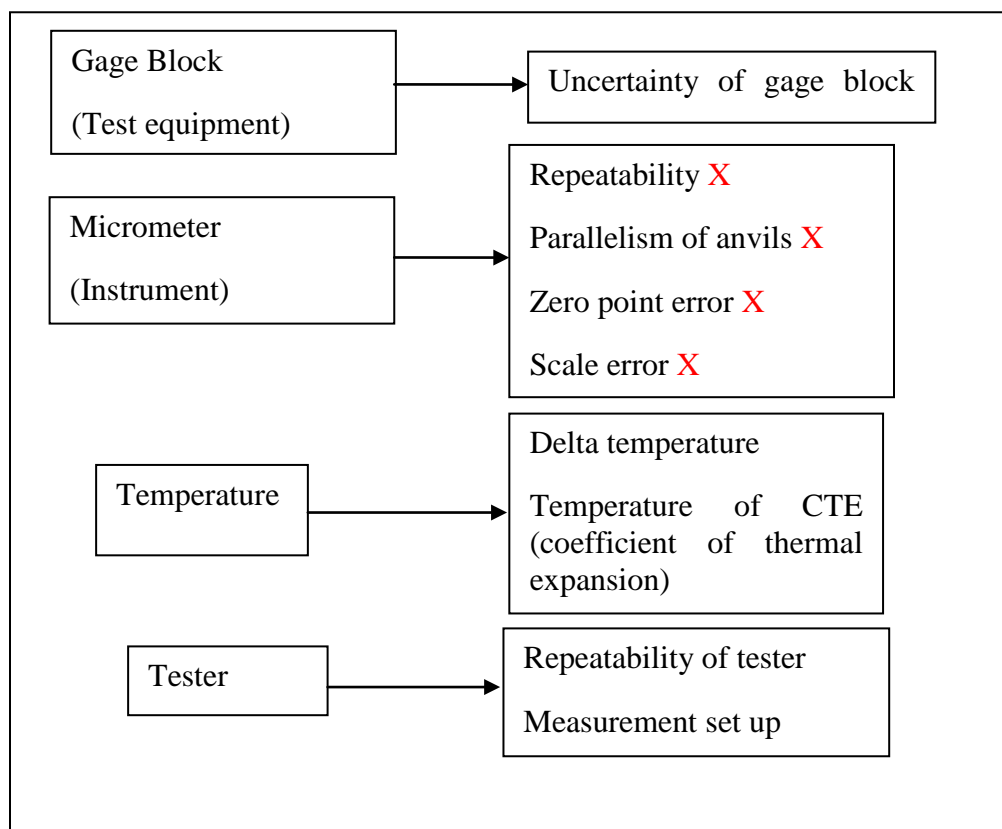 Gage Block
(Test equipment)
Uncertainty of gage block
Micrometer
(Instrument)
Repeatability X
Parallelism of anvils X
Zero point error X
Scale error X
Temperature
Delta temperature
Temperature of CTE
(coefficient of thermal
expansion)
Tester
Repeatability of tester
Measurement set up